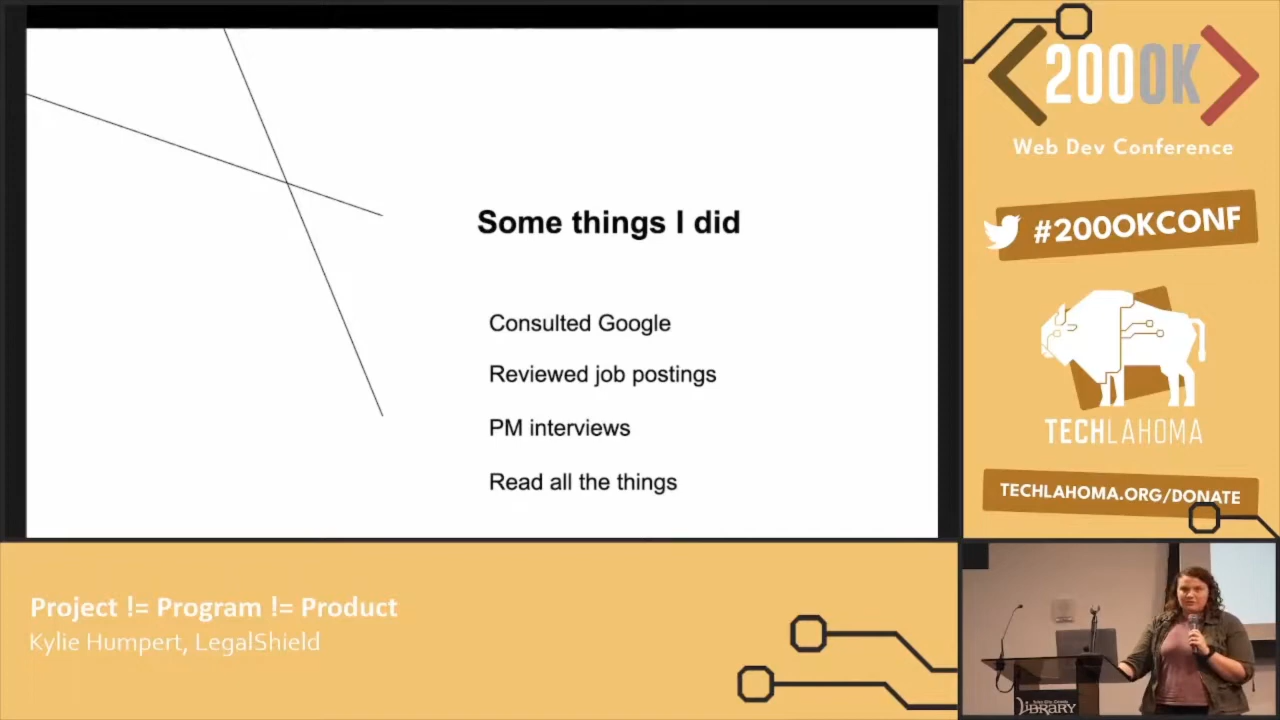 Some things I did
Consulted Google
Reviewed job postings
PM interviews
Read all the things
200OK
Web Dev Conference
#200OKCONF
TECHLAHOMA
TECHLAHOMA.ORG/DONATE
Project != Program != Product
Kylie Humpert, LegalShield
LIBRARY